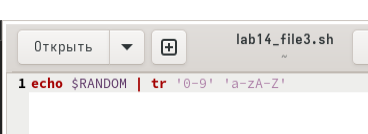 Открыть
lab14_file3.sh
~
1 echo $RANDOM | tr '0-9' 'a-zA-Z'